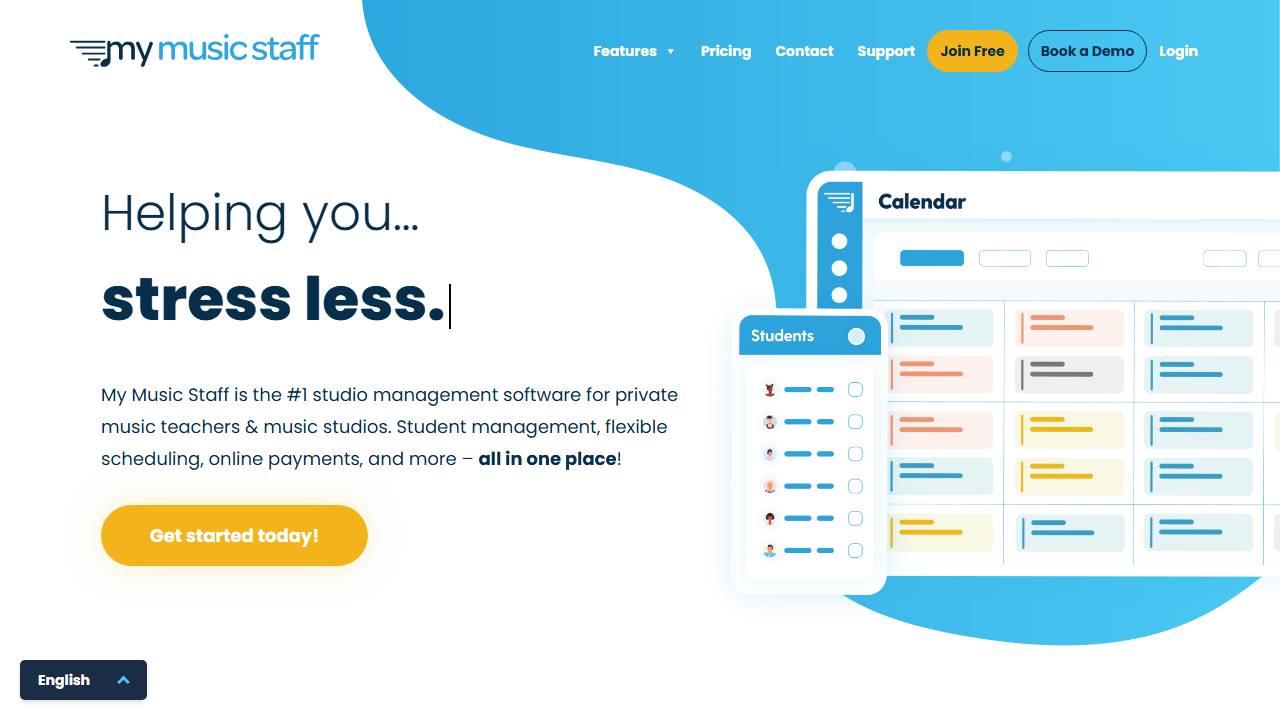 my music staff
Features Pricing Contact Support Join Free Book a Demo Login
Helping you...
stress less.
My Music Staff is the #1 studio management software for private
music teachers & music studios. Student management, flexible
scheduling, online payments, and more – all in one place!
Get started today!
Calendar
Students
English